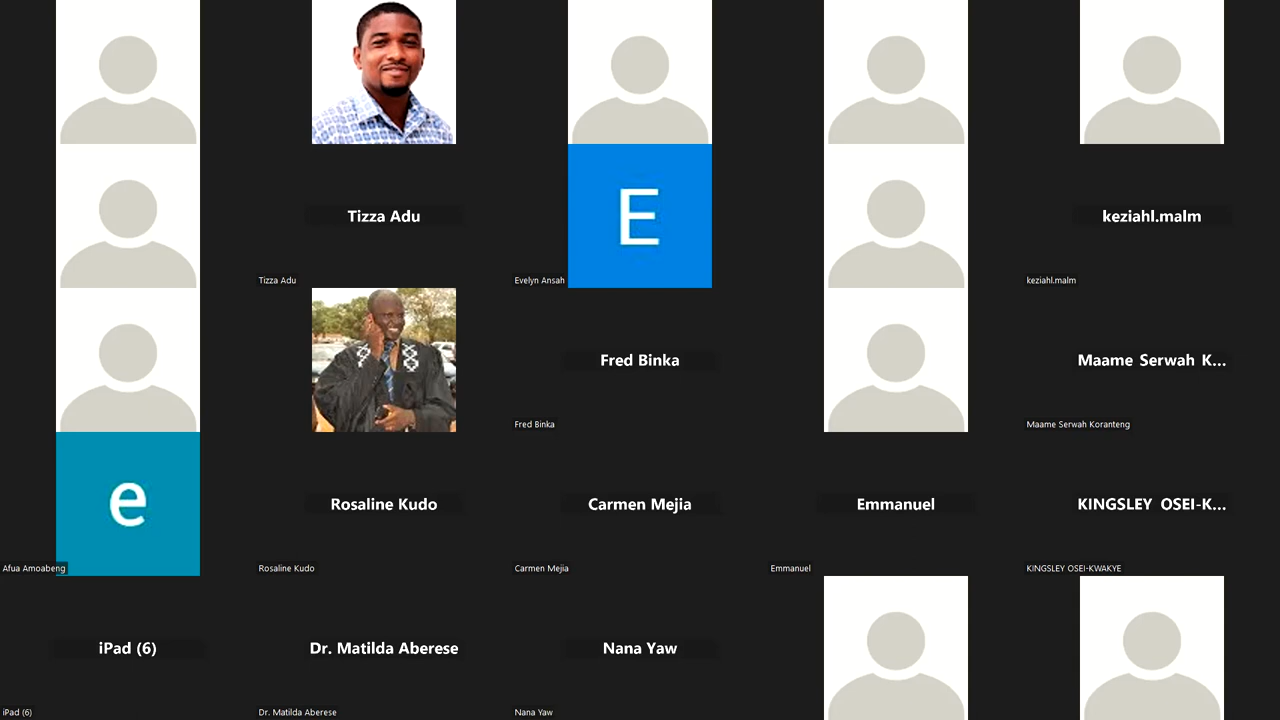 Tizza Adu
E
keziahl.malm
Tizza Adu
Evelyn Ansah
keziahl.malm
Fred Binka
Maame Serwah K...
Fred Binka
Maame Serwah Koranteng
e
Rosaline Kudo
Carmen Mejia
Emmanuel
KINGSLEY OSEI-K...
Afua Amoabeng
Rosaline Kudo
Carmen Mejia
Emmanuel
KINGSLEY OSEI-KWAKYE
iPad (6)
Dr. Matilda Aberese
Nana Yaw
iPad (6)
Dr. Matilda Aberese
Nana Yaw